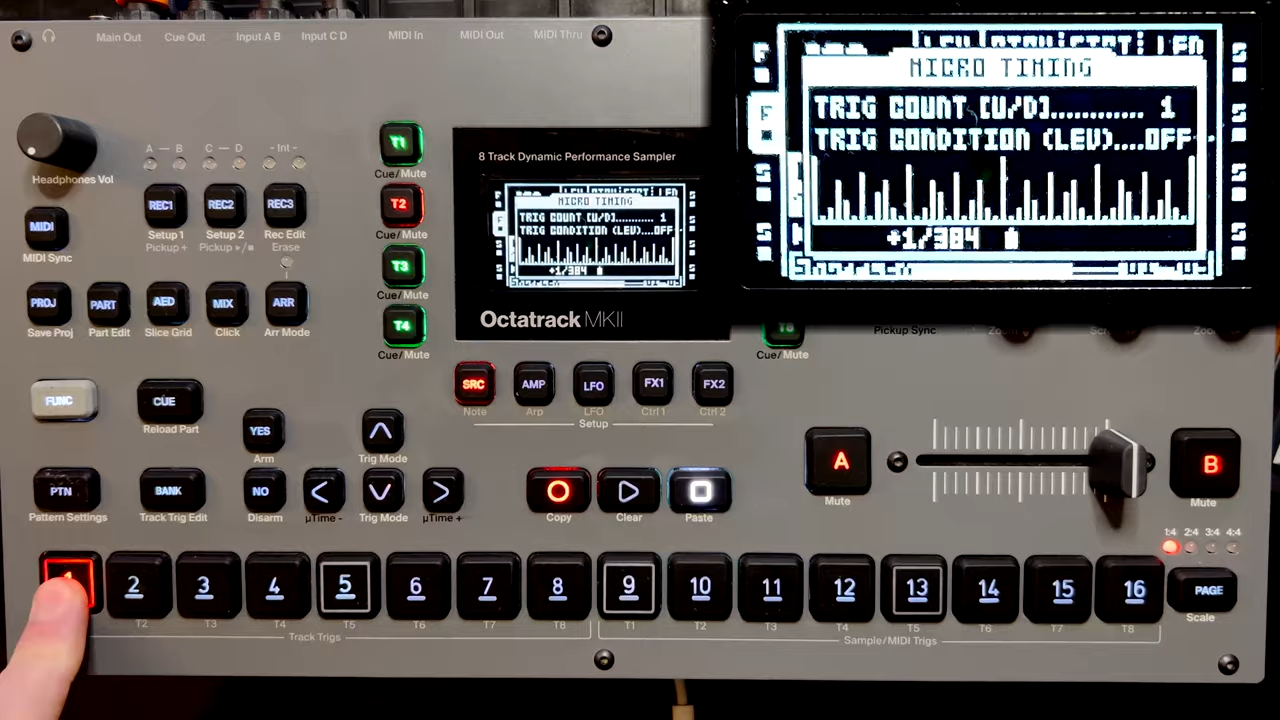 Main Out Cue Out Input A B Input C D MIDI In MIDI Out MIDI Thru
MICRO TIMING
TRIG COUNT (U/D)............ 1
TRIG CONDITION (LEV)....OFF
+1/384
8 Track Dynamic Performance Sampler
MICRO TIMING
TRIG COUNT (U/D)............ 1
TRIG CONDITION (LEV)....OFF
+1/384
Octatrack MKII
Headphones Vol
A — B C — D - Int -
T1
Cue/Mute
T2
Cue/Mute
T3
Cue/Mute
T4
Cue/Mute
T8
Cue/Mute
Pickup Sync
REC1 REC2 REC3
Setup 1 Setup 2 Rec Edit
Pickup + Pickup ▸/■ Erase
MIDI
MIDI Sync
PROJ PART AED MIX ARR
Save Proj Part Edit Slice Grid Click Arr Mode
SRC AMP LFO FX1 FX2
Note Arp LFO Ctrl 1 Ctrl 2
Setup
FUNC CUE
Reload Part
YES
Arm Trig Mode
A B
Mute Mute
PTN BANK NO
Pattern Settings Track Trig Edit Disarm µTime - Trig Mode µTime +
Copy Clear Paste
1:4 2:4 3:4 4:4
2 3 4 5 6 7 8 9 10 11 12 13 14 15 16 PAGE
T2 T3 T4 T5 T6 T7 T8 T1 T2 T3 T4 T5 T6 T7 T8 Scale
Track Trigs Sample/MIDI Trigs